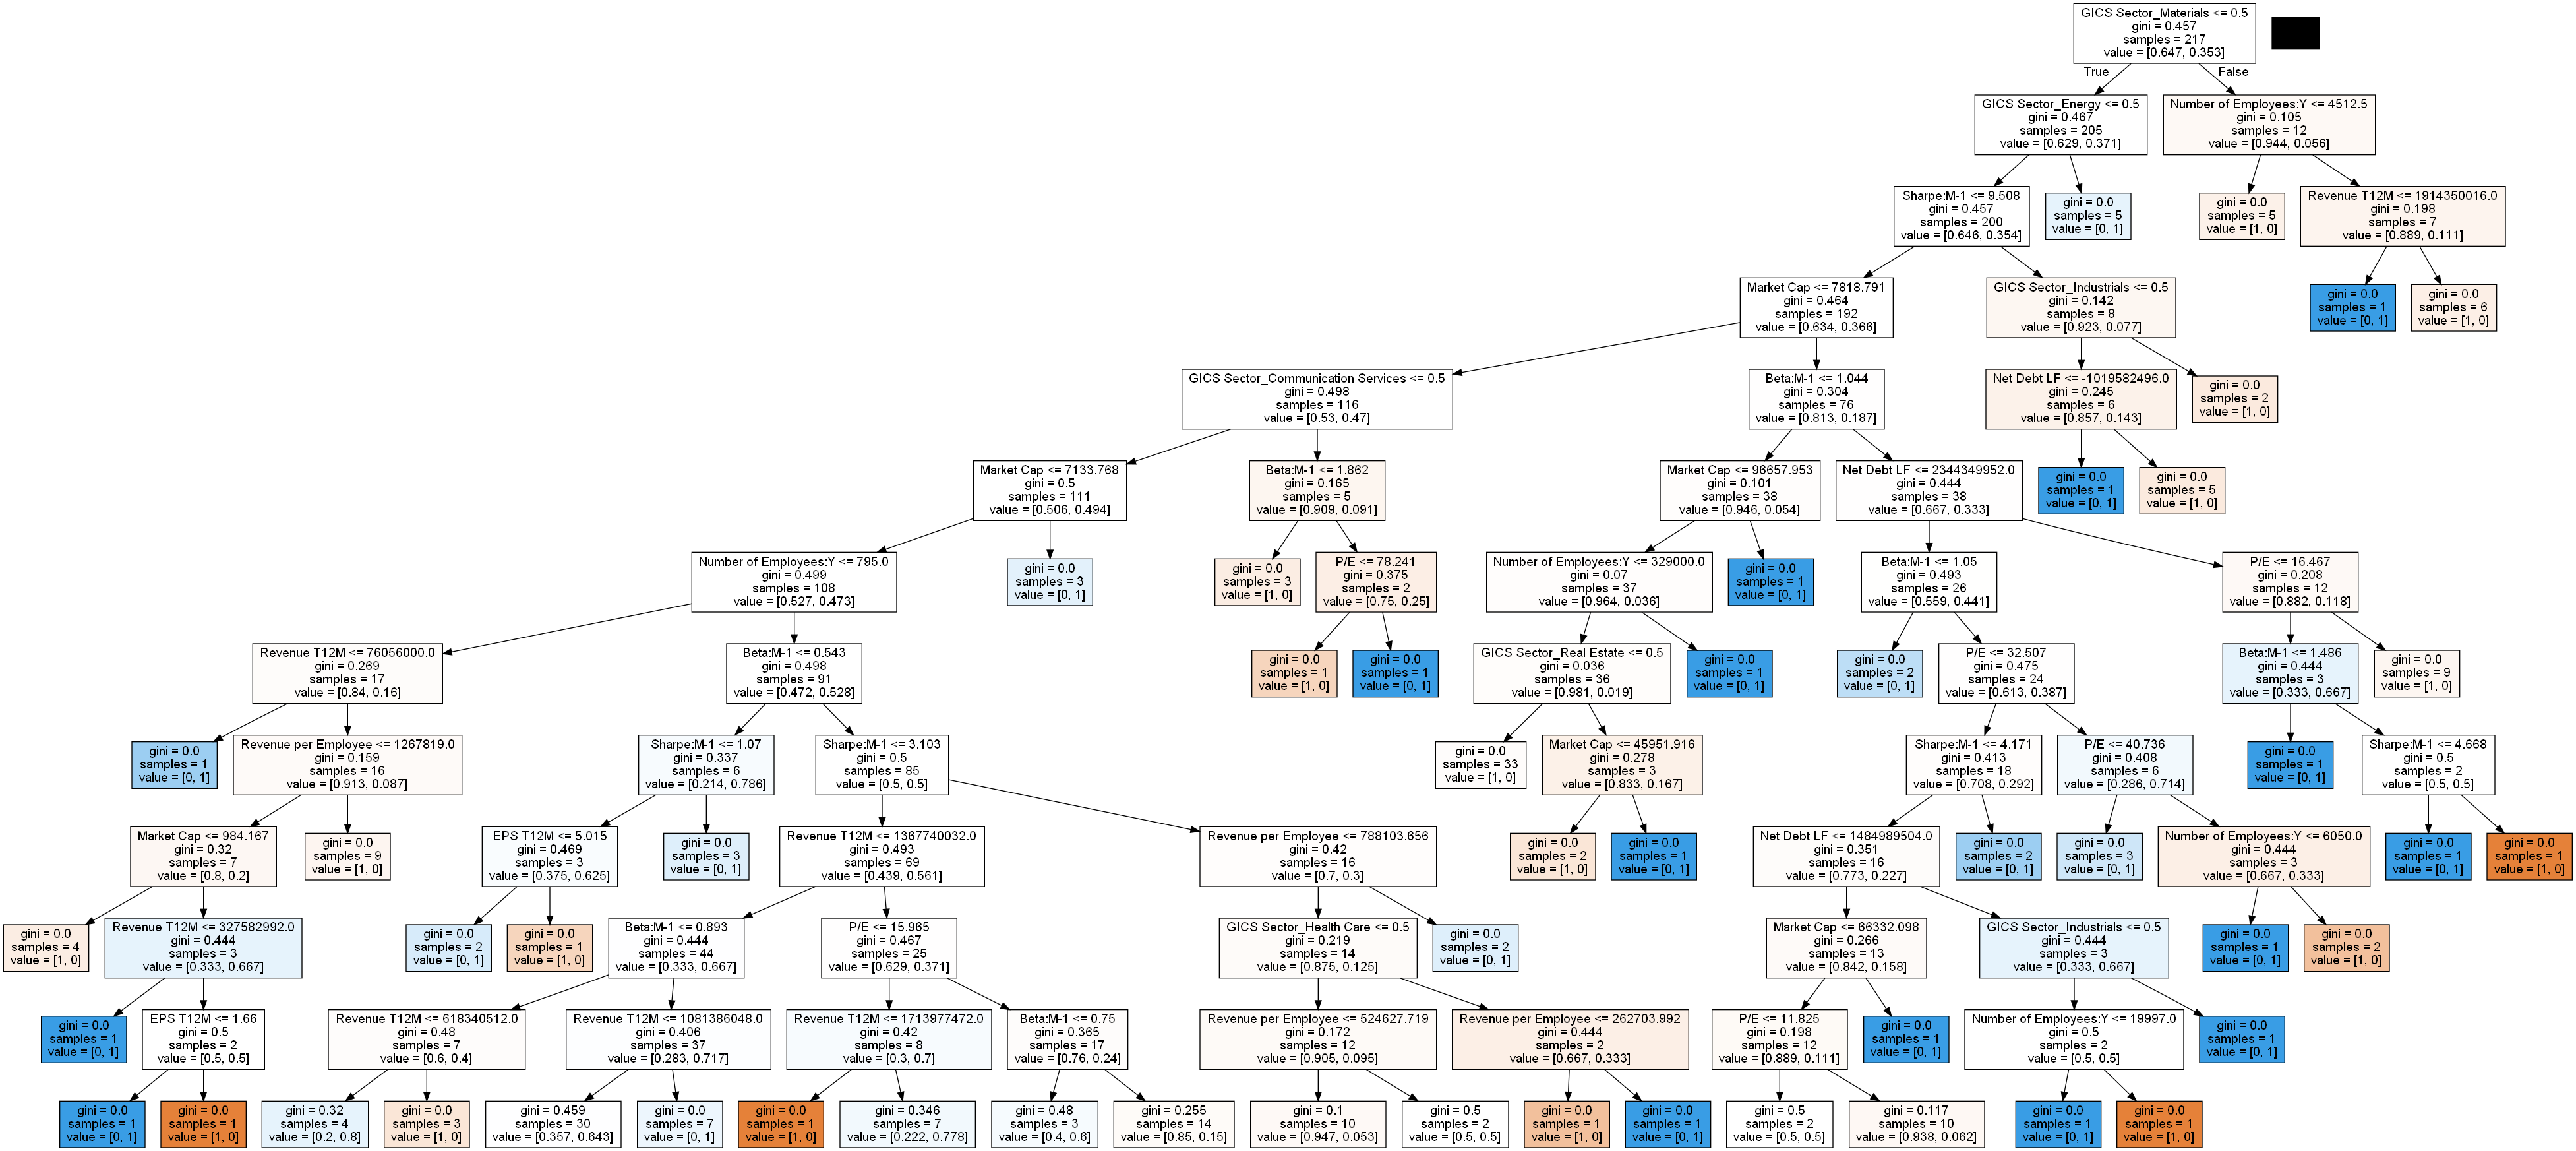 GICS Sector_Materials <= 0.5
gini = 0.457
samples = 217
value = [0.647, 0.353]
True
False
GICS Sector_Energy <= 0.5
gini = 0.467
samples = 205
value = [0.629, 0.371]
Number of Employees:Y <= 4512.5
gini = 0.105
samples = 12
value = [0.944, 0.056]
Sharpe:M-1 <= 9.508
gini = 0.457
samples = 200
value = [0.646, 0.354]
gini = 0.0
samples = 5
value = [0, 1]
gini = 0.0
samples = 5
value = [1, 0]
Revenue T12M <= 1914350016.0
gini = 0.198
samples = 7
value = [0.889, 0.111]
Market Cap <= 7818.791
gini = 0.464
samples = 192
value = [0.634, 0.366]
GICS Sector_Industrials <= 0.5
gini = 0.142
samples = 8
value = [0.923, 0.077]
gini = 0.0
samples = 1
value = [0, 1]
gini = 0.0
samples = 6
value = [1, 0]
GICS Sector_Communication Services <= 0.5
gini = 0.498
samples = 116
value = [0.53, 0.47]
Beta:M-1 <= 1.044
gini = 0.304
samples = 76
value = [0.813, 0.187]
Net Debt LF <= -1019582496.0
gini = 0.245
samples = 6
value = [0.857, 0.143]
gini = 0.0
samples = 2
value = [1, 0]
Market Cap <= 7133.768
gini = 0.5
samples = 111
value = [0.506, 0.494]
Beta:M-1 <= 1.862
gini = 0.165
samples = 5
value = [0.909, 0.091]
Market Cap <= 96657.953
gini = 0.101
samples = 38
value = [0.946, 0.054]
Net Debt LF <= 2344349952.0
gini = 0.444
samples = 38
value = [0.667, 0.333]
gini = 0.0
samples = 1
value = [0, 1]
gini = 0.0
samples = 5
value = [1, 0]
Number of Employees:Y <= 795.0
gini = 0.499
samples = 108
value = [0.527, 0.473]
gini = 0.0
samples = 3
value = [0, 1]
gini = 0.0
samples = 3
value = [1, 0]
P/E <= 78.241
gini = 0.375
samples = 2
value = [0.75, 0.25]
Number of Employees:Y <= 329000.0
gini = 0.07
samples = 37
value = [0.964, 0.036]
gini = 0.0
samples = 1
value = [0, 1]
Beta:M-1 <= 1.05
gini = 0.493
samples = 26
value = [0.559, 0.441]
P/E <= 16.467
gini = 0.208
samples = 12
value = [0.882, 0.118]
Revenue T12M <= 76056000.0
gini = 0.269
samples = 17
value = [0.84, 0.16]
Beta:M-1 <= 0.543
gini = 0.498
samples = 91
value = [0.472, 0.528]
gini = 0.0
samples = 1
value = [1, 0]
gini = 0.0
samples = 1
value = [0, 1]
GICS Sector_Real Estate <= 0.5
gini = 0.036
samples = 36
value = [0.981, 0.019]
gini = 0.0
samples = 1
value = [0, 1]
gini = 0.0
samples = 2
value = [0, 1]
P/E <= 32.507
gini = 0.475
samples = 24
value = [0.613, 0.387]
Beta:M-1 <= 1.486
gini = 0.444
samples = 3
value = [0.333, 0.667]
gini = 0.0
samples = 9
value = [1, 0]
gini = 0.0
samples = 1
value = [0, 1]
Revenue per Employee <= 1267819.0
gini = 0.159
samples = 16
value = [0.913, 0.087]
Sharpe:M-1 <= 1.07
gini = 0.337
samples = 6
value = [0.214, 0.786]
Sharpe:M-1 <= 3.103
gini = 0.5
samples = 85
value = [0.5, 0.5]
gini = 0.0
samples = 33
value = [1, 0]
Market Cap <= 45951.916
gini = 0.278
samples = 3
value = [0.833, 0.167]
Sharpe:M-1 <= 4.171
gini = 0.413
samples = 18
value = [0.708, 0.292]
P/E <= 40.736
gini = 0.408
samples = 6
value = [0.286, 0.714]
gini = 0.0
samples = 1
value = [0, 1]
Sharpe:M-1 <= 4.668
gini = 0.5
samples = 2
value = [0.5, 0.5]
Market Cap <= 984.167
gini = 0.32
samples = 7
value = [0.8, 0.2]
gini = 0.0
samples = 9
value = [1, 0]
EPS T12M <= 5.015
gini = 0.469
samples = 3
value = [0.375, 0.625]
gini = 0.0
samples = 3
value = [0, 1]
Revenue T12M <= 1367740032.0
gini = 0.493
samples = 69
value = [0.439, 0.561]
Revenue per Employee <= 788103.656
gini = 0.42
samples = 16
value = [0.7, 0.3]
gini = 0.0
samples = 2
value = [1, 0]
gini = 0.0
samples = 1
value = [0, 1]
Net Debt LF <= 1484989504.0
gini = 0.351
samples = 16
value = [0.773, 0.227]
gini = 0.0
samples = 2
value = [0, 1]
gini = 0.0
samples = 3
value = [0, 1]
Number of Employees:Y <= 6050.0
gini = 0.444
samples = 3
value = [0.667, 0.333]
gini = 0.0
samples = 1
value = [0, 1]
gini = 0.0
samples = 1
value = [1, 0]
gini = 0.0
samples = 4
value = [1, 0]
Revenue T12M <= 327582992.0
gini = 0.444
samples = 3
value = [0.333, 0.667]
gini = 0.0
samples = 2
value = [0, 1]
gini = 0.0
samples = 1
value = [1, 0]
Beta:M-1 <= 0.893
gini = 0.444
samples = 44
value = [0.333, 0.667]
P/E <= 15.965
gini = 0.467
samples = 25
value = [0.629, 0.371]
GICS Sector_Health Care <= 0.5
gini = 0.219
samples = 14
value = [0.875, 0.125]
gini = 0.0
samples = 2
value = [0, 1]
Market Cap <= 66332.098
gini = 0.266
samples = 13
value = [0.842, 0.158]
GICS Sector_Industrials <= 0.5
gini = 0.444
samples = 3
value = [0.333, 0.667]
gini = 0.0
samples = 1
value = [0, 1]
gini = 0.0
samples = 2
value = [1, 0]
gini = 0.0
samples = 1
value = [0, 1]
EPS T12M <= 1.66
gini = 0.5
samples = 2
value = [0.5, 0.5]
Revenue T12M <= 618340512.0
gini = 0.48
samples = 7
value = [0.6, 0.4]
Revenue T12M <= 1081386048.0
gini = 0.406
samples = 37
value = [0.283, 0.717]
Revenue T12M <= 1713977472.0
gini = 0.42
samples = 8
value = [0.3, 0.7]
Beta:M-1 <= 0.75
gini = 0.365
samples = 17
value = [0.76, 0.24]
Revenue per Employee <= 524627.719
gini = 0.172
samples = 12
value = [0.905, 0.095]
Revenue per Employee <= 262703.992
gini = 0.444
samples = 2
value = [0.667, 0.333]
P/E <= 11.825
gini = 0.198
samples = 12
value = [0.889, 0.111]
gini = 0.0
samples = 1
value = [0, 1]
Number of Employees:Y <= 19997.0
gini = 0.5
samples = 2
value = [0.5, 0.5]
gini = 0.0
samples = 1
value = [0, 1]
gini = 0.0
samples = 1
value = [0, 1]
gini = 0.0
samples = 1
value = [1, 0]
gini = 0.32
samples = 4
value = [0.2, 0.8]
gini = 0.0
samples = 3
value = [1, 0]
gini = 0.459
samples = 30
value = [0.357, 0.643]
gini = 0.0
samples = 7
value = [0, 1]
gini = 0.0
samples = 1
value = [1, 0]
gini = 0.346
samples = 7
value = [0.222, 0.778]
gini = 0.48
samples = 3
value = [0.4, 0.6]
gini = 0.255
samples = 14
value = [0.85, 0.15]
gini = 0.1
samples = 10
value = [0.947, 0.053]
gini = 0.5
samples = 2
value = [0.5, 0.5]
gini = 0.0
samples = 1
value = [1, 0]
gini = 0.0
samples = 1
value = [0, 1]
gini = 0.5
samples = 2
value = [0.5, 0.5]
gini = 0.117
samples = 10
value = [0.938, 0.062]
gini = 0.0
samples = 1
value = [0, 1]
gini = 0.0
samples = 1
value = [1, 0]